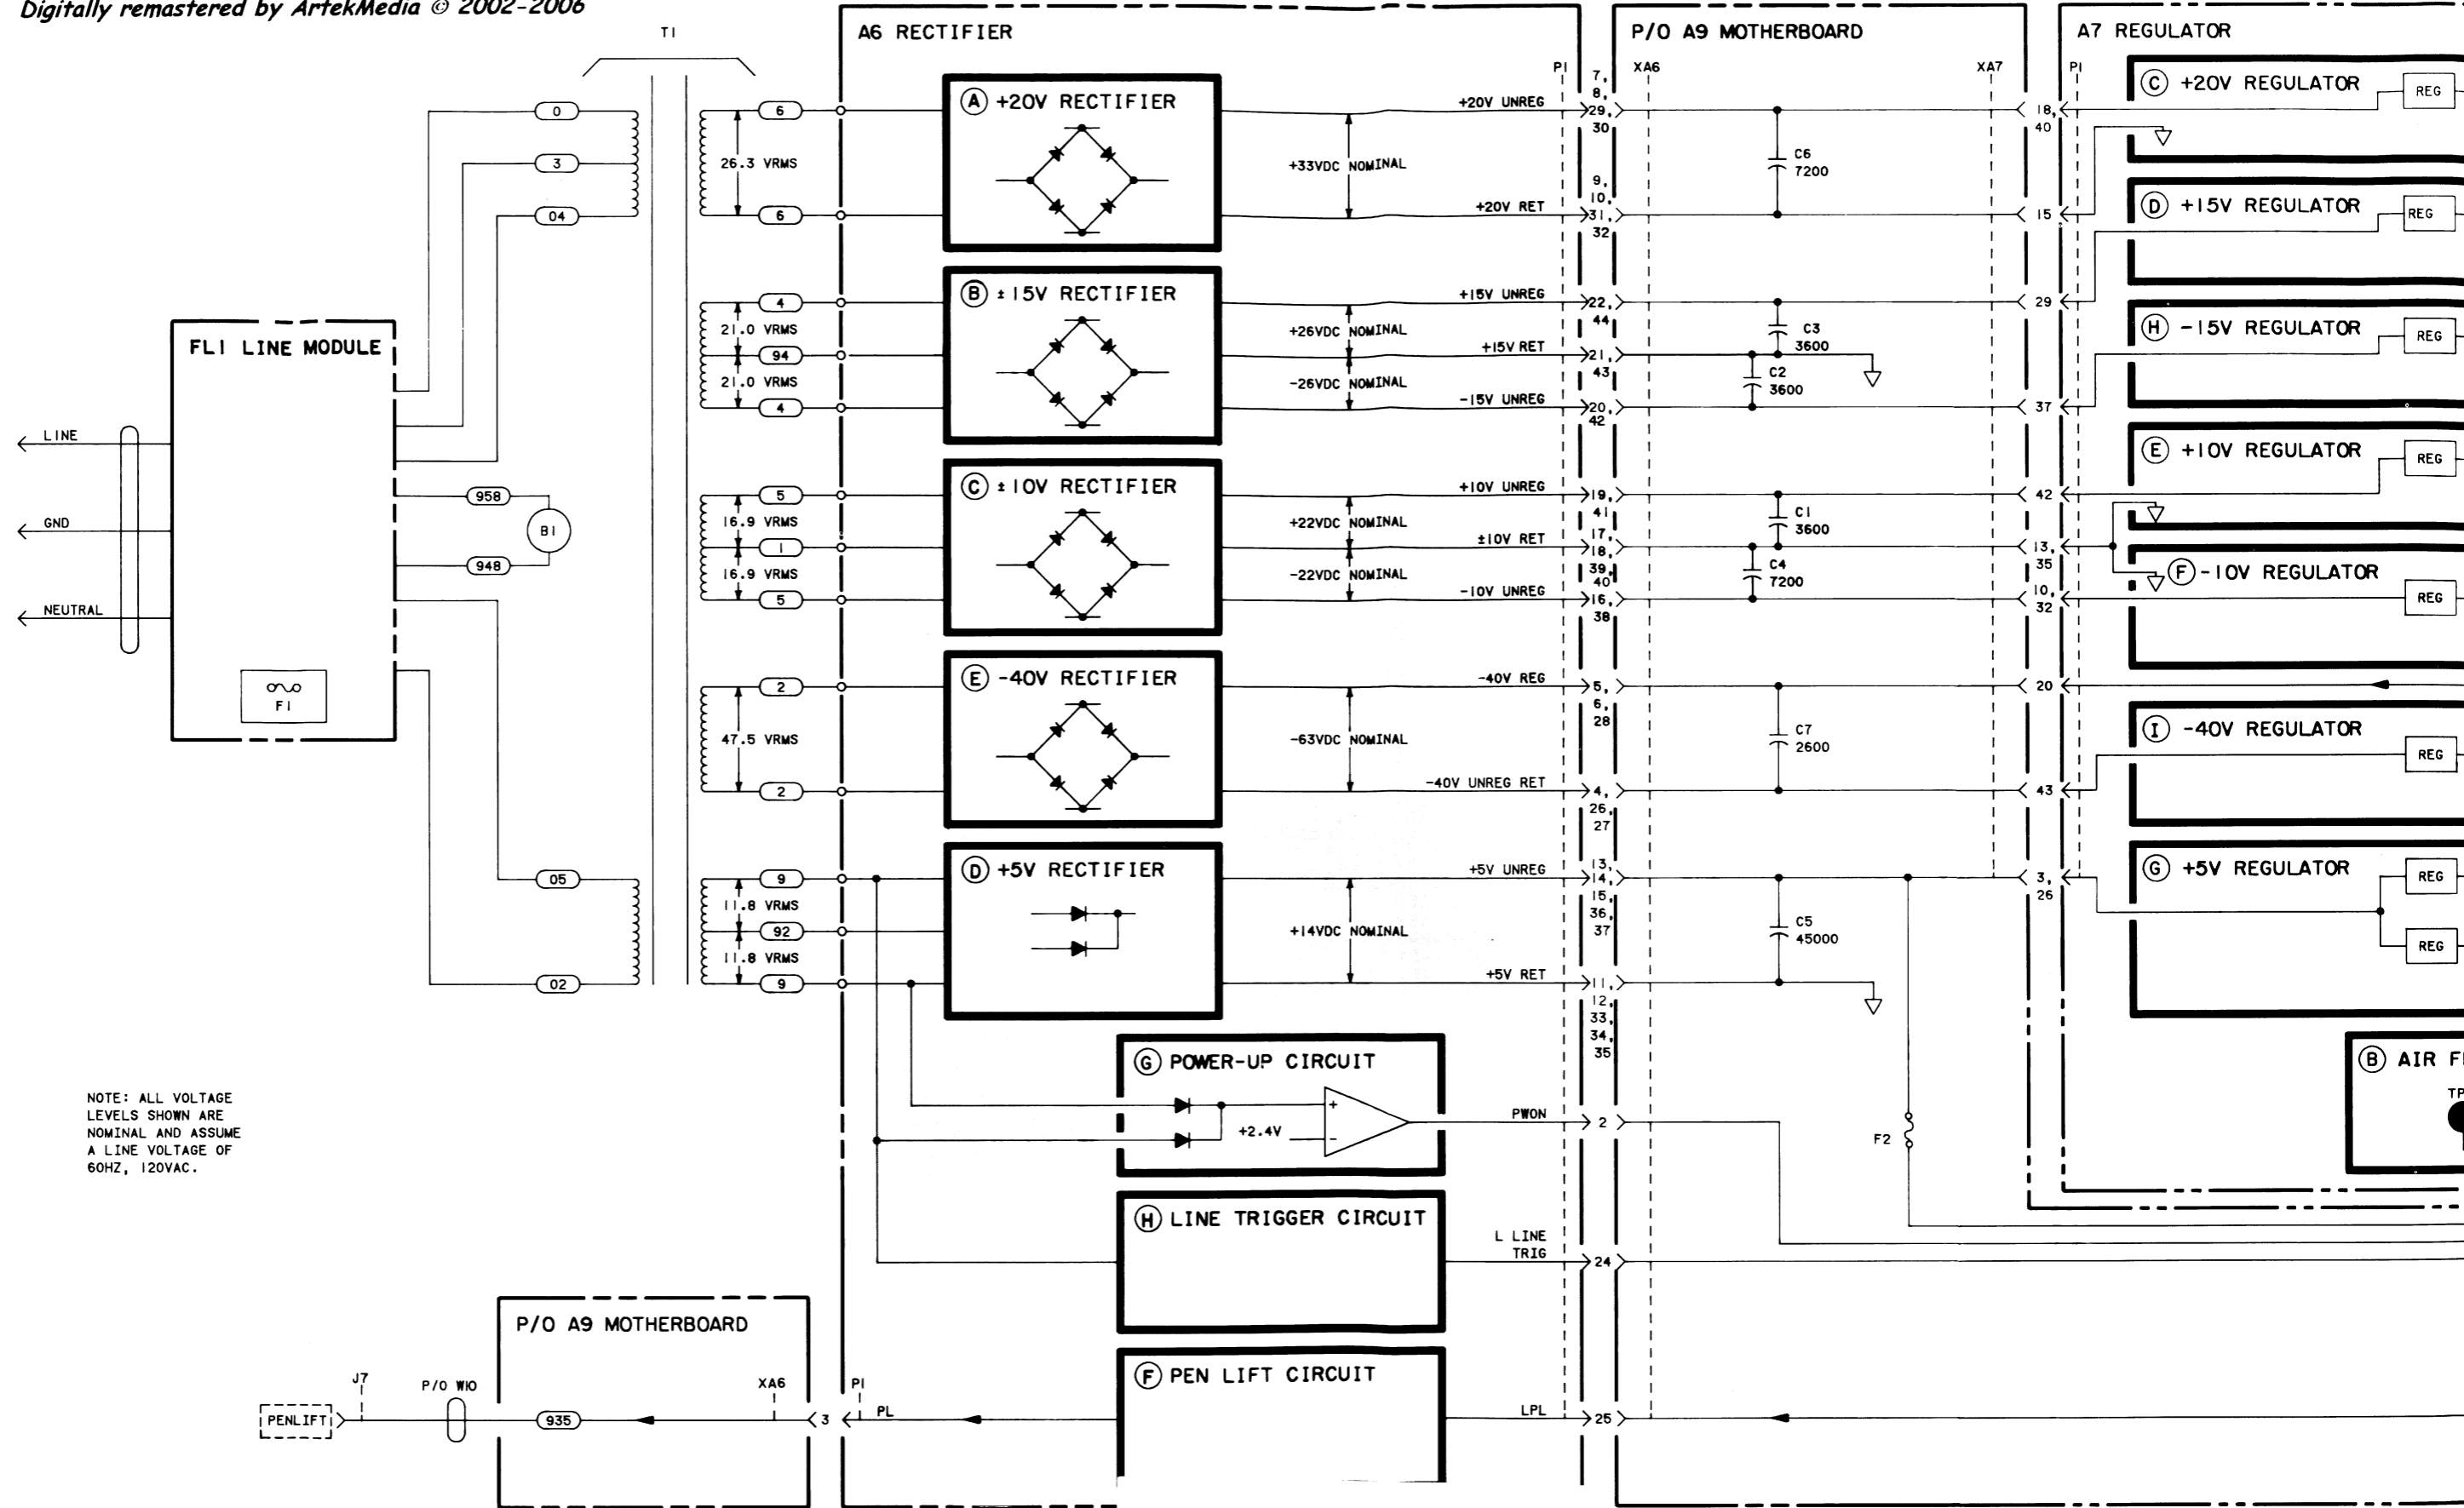 Digitally remastered by ArtekMedia © 2002-2006
T1
A6 RECTIFIER
P/O A9 MOTHERBOARD
A7 REGULATOR
P1
XA6
XA7
P1
0
3
04
6
26.3 VRMS
6
A +20V RECTIFIER
+20V UNREG
+33VDC NOMINAL
+20V RET
7,
8,
29,
30
9,
10,
31,
32
C6
7200
18,
40
15
C +20V REGULATOR
REG
D +15V REGULATOR
REG
4
21.0 VRMS
94
21.0 VRMS
4
B ±15V RECTIFIER
+15V UNREG
+26VDC NOMINAL
+15V RET
-26VDC NOMINAL
-15V UNREG
22,
44
21,
43
20,
42
C3
3600
C2
3600
29
37
H -15V REGULATOR
REG
FL1 LINE MODULE
LINE
GND
NEUTRAL
958
B1
948
F1
5
16.9 VRMS
1
16.9 VRMS
5
C ±10V RECTIFIER
+10V UNREG
+22VDC NOMINAL
±10V RET
-22VDC NOMINAL
-10V UNREG
19,
41
17,
18,
39,
40
16,
38
C1
3600
C4
7200
42
13,
35
10,
32
E +10V REGULATOR
REG
F -10V REGULATOR
REG
2
47.5 VRMS
2
E -40V RECTIFIER
-40V REG
-63VDC NOMINAL
-40V UNREG RET
5,
6,
28
4,
26,
27
C7
2600
20
43
I -40V REGULATOR
REG
05
02
9
11.8 VRMS
92
11.8 VRMS
9
D +5V RECTIFIER
+5V UNREG
+14VDC NOMINAL
+5V RET
13,
14,
15,
36,
37
11,
12,
33,
34,
35
C5
45000
3,
26
G +5V REGULATOR
REG
REG
NOTE: ALL VOLTAGE
LEVELS SHOWN ARE
NOMINAL AND ASSUME
A LINE VOLTAGE OF
60HZ, 120VAC.
G POWER-UP CIRCUIT
+
+2.4V
-
PWON
2
F2
B AIR
TP
H LINE TRIGGER CIRCUIT
L LINE
TRIG
24
P/O A9 MOTHERBOARD
F PEN LIFT CIRCUIT
PENLIFT
J7
P/O W10
935
XA6
3
P1
PL
LPL
25